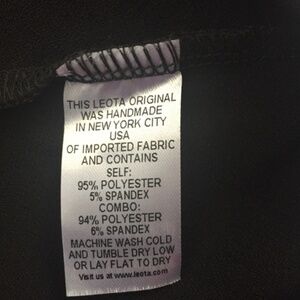 THIS LEOTA ORIGINAL
WAS HANDMADE
IN NEW YORK CITY
USA
OF IMPORTED FABRIC
AND CONTAINS
SELF:
95% POLYESTER
5% SPANDEX
COMBO:
94% POLYESTER
6% SPANDEX
MACHINE WASH COLD
AND TUMBLE DRY LOW
OR LAY FLAT TO DRY
Visit us at www.leota.com